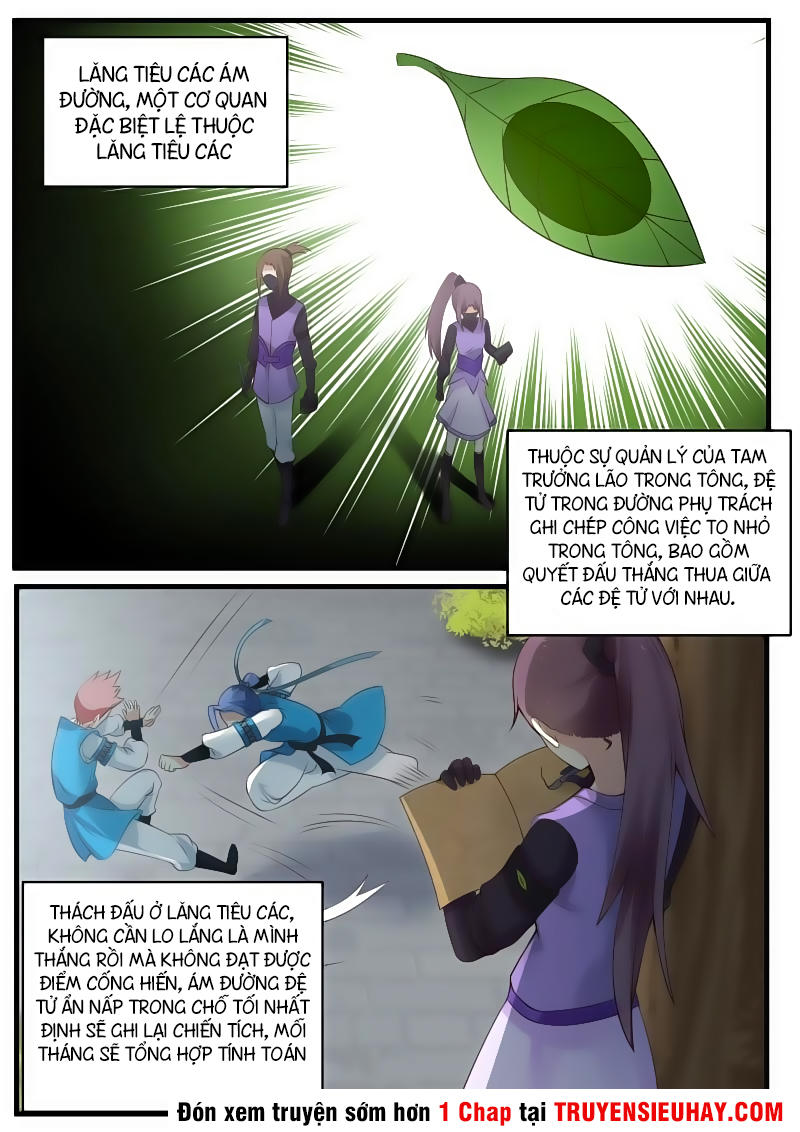 LĂNG TIÊU CÁC ÁM
ĐƯỜNG, MỘT CƠ QUAN
ĐẶC BIỆT LỆ THUỘC
LĂNG TIÊU CÁC
THUỘC SỰ QUẢN LÝ CỦA TAM
TRƯỞNG LÃO TRONG TÔNG, ĐỆ
TỬ TRONG ĐƯỜNG PHỤ TRÁCH
GHI CHÉP CÔNG VIỆC TO NHỎ
TRONG TÔNG, BAO GỒM
QUYẾT ĐẤU THẮNG THUA GIỮA
CÁC ĐỆ TỬ VỚI NHAU.
THÁCH ĐẤU Ở LĂNG TIÊU CÁC,
KHÔNG CẦN LO LẮNG LÀ MÌNH
THẮNG RỒI MÀ KHÔNG ĐẠT ĐƯỢC
ĐIỂM CỐNG HIẾN, ÁM ĐƯỜNG ĐỆ
TỬ ẨN NẤP TRONG CHỖ TỐI NHẤT
ĐỊNH SẼ GHI LẠI CHIẾN TÍCH, MỖI
THÁNG SẼ TỔNG HỢP TÍNH TOÁN
Đón xem truyện sớm hơn 1 Chap tại TRUYENSIEUHAY.COM